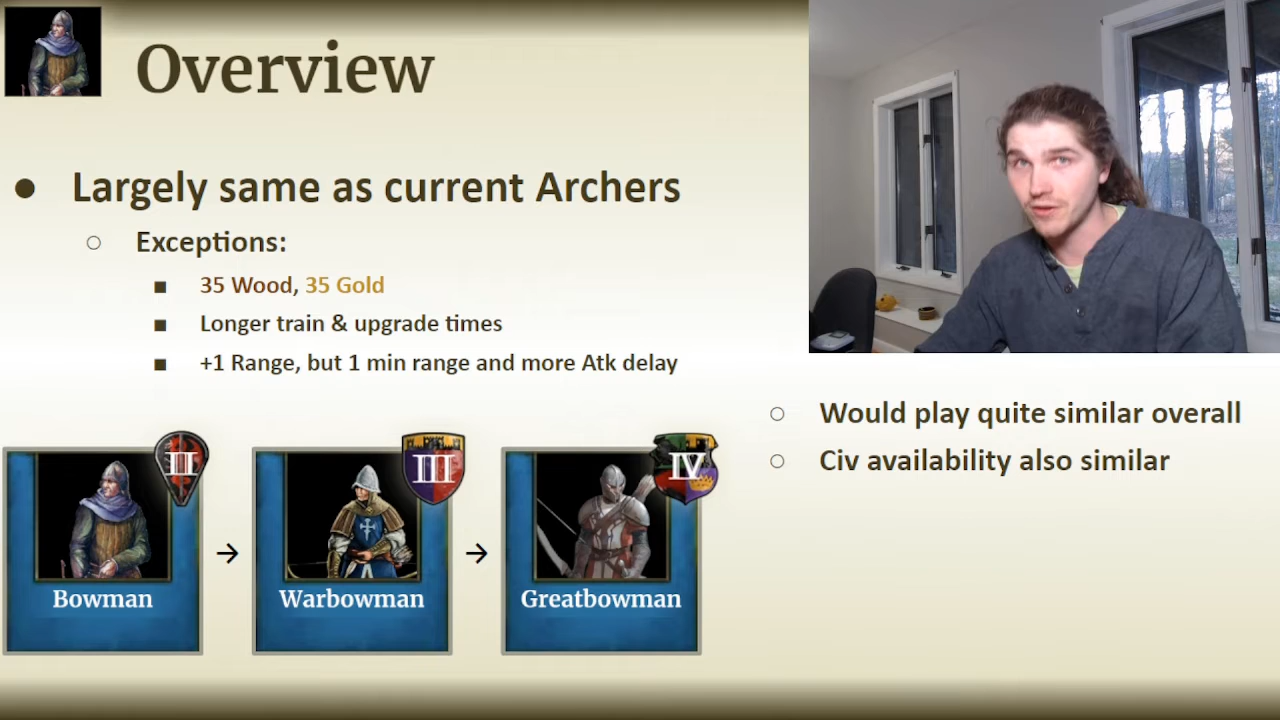 Overview
● Largely same as current Archers
○ Exceptions:
■ 35 Wood, 35 Gold
■ Longer train & upgrade times
■ +1 Range, but 1 min range and more Atk delay
○ Would play quite similar overall
○ Civ availability also similar
II → III → IV
Bowman Warbowman Greatbowman